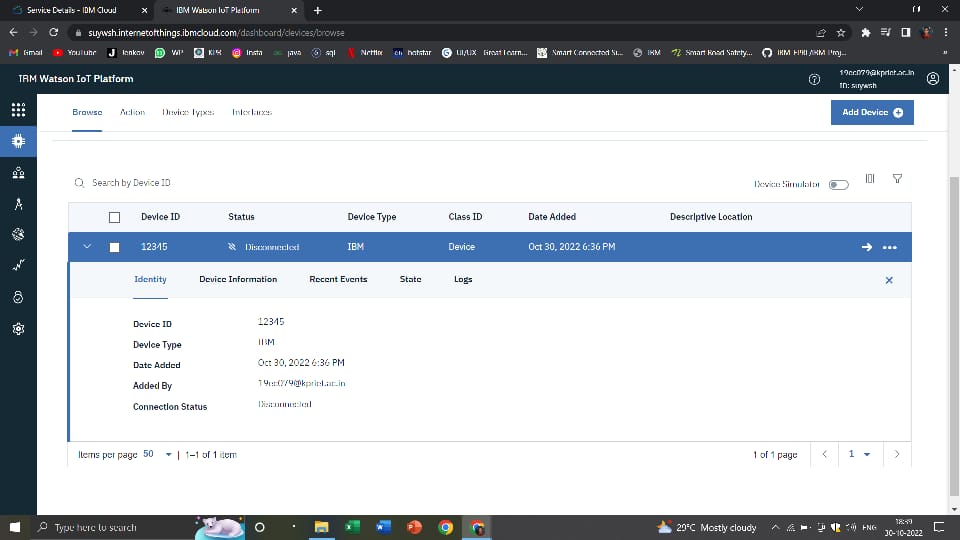 Service Details - IBM Cloud
IBM Watson IoT Platform
suywsh.internetofthings.ibmcloud.com/dashboard/devices/browse
Gmail YouTube Jenkov WP KPR Insta java sql Netflix hotstar UI/UX Great Learn... Smart Connected Si... IBM Smart Road Safety... IBM-EPBL/IBM-Proj... »
IBM Watson IoT Platform
19ec079@kpriet.ac.in
ID: suywsh
Browse Action Device Types Interfaces
Add Device
Search by Device ID
Device Simulator
Device ID Status Device Type Class ID Date Added Descriptive Location
12345 Disconnected IBM Device Oct 30, 2022 6:36 PM
Identity Device Information Recent Events State Logs
Device ID 12345
Device Type IBM
Date Added Oct 30, 2022 6:36 PM
Added By 19ec079@kpriet.ac.in
Connection Status Disconnected
Items per page 50 | 1–1 of 1 item
1 of 1 page 1
Type here to search
29°C Mostly cloudy
ENG
18:39
30-10-2022